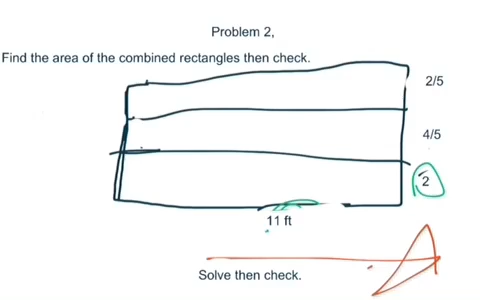 Problem 2,
Find the area of the combined rectangles then check.
2/5
4/5
2
11 ft
Solve then check.